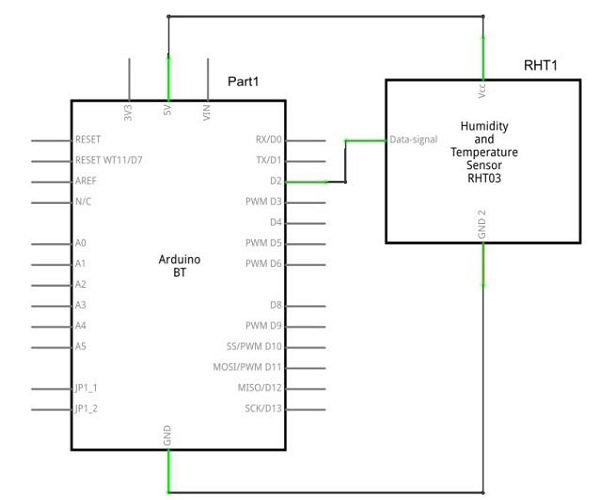 Part1
RHT1
3V3
5V
VIN
Vcc
RESET
RX/D0
Data-signal
RESET WT11/D7
TX/D1
AREF
D2
N/C
PWM D3
D4
A0
PWM D5
A1
PWM D6
A2
A3
D8
A4
PWM D9
A5
SS/PWM D10
MOSI/PWM D11
JP1_1
MISO/D12
JP1_2
SCK/D13
Arduino
BT
GND
Humidity
and
Temperature
Sensor
RHT03
GND 2